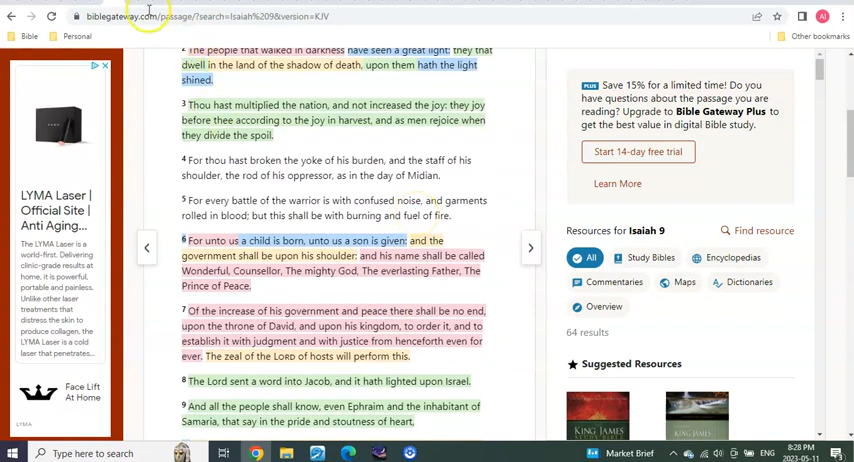 biblegateway.com/passage/?search=Isaiah%209&version=KJV
AI
Bible
Personal
Other bookmarks
2 The people that walked in darkness have seen a great light: they that
dwell in the land of the shadow of death, upon them hath the light
shined.
3 Thou hast multiplied the nation, and not increased the joy: they joy
before thee according to the joy in harvest, and as men rejoice when
they divide the spoil.
4 For thou hast broken the yoke of his burden, and the staff of his
shoulder, the rod of his oppressor, as in the day of Midian.
5 For every battle of the warrior is with confused noise, and garments
rolled in blood; but this shall be with burning and fuel of fire.
6 For unto us a child is born, unto us a son is given: and the
government shall be upon his shoulder: and his name shall be called
Wonderful, Counsellor, The mighty God, The everlasting Father, The
Prince of Peace.
7 Of the increase of his government and peace there shall be no end,
upon the throne of David, and upon his kingdom, to order it, and to
establish it with judgment and with justice from henceforth even for
ever. The zeal of the LORD of hosts will perform this.
8 The Lord sent a word into Jacob, and it hath lighted upon Israel.
9 And all the people shall know, even Ephraim and the inhabitant of
Samaria, that say in the pride and stoutness of heart,
LYMA Laser |
Official Site |
Anti Aging...
The LYMA Laser is a
world-first. Delivering
clinic-grade results at
home, it is powerful,
portable and painless.
Unlike other laser
treatments that
distress the skin to
produce collagen, the
LYMA Laser is a cold
laser that penetrates...
Face Lift
At Home
LYMA
PLUS Save 15% for a limited time! Do you
have questions about the passage you are
reading? Upgrade to Bible Gateway Plus to
get the best value in digital Bible study.
Start 14-day free trial
Learn More
Resources for Isaiah 9
Find resource
All
Study Bibles
Encyclopedias
Commentaries
Maps
Dictionaries
Overview
64 results
Suggested Resources
KING JAMES
KING JAMES
Type here to search
Market Brief
ENG
8:28 PM
2023-05-11